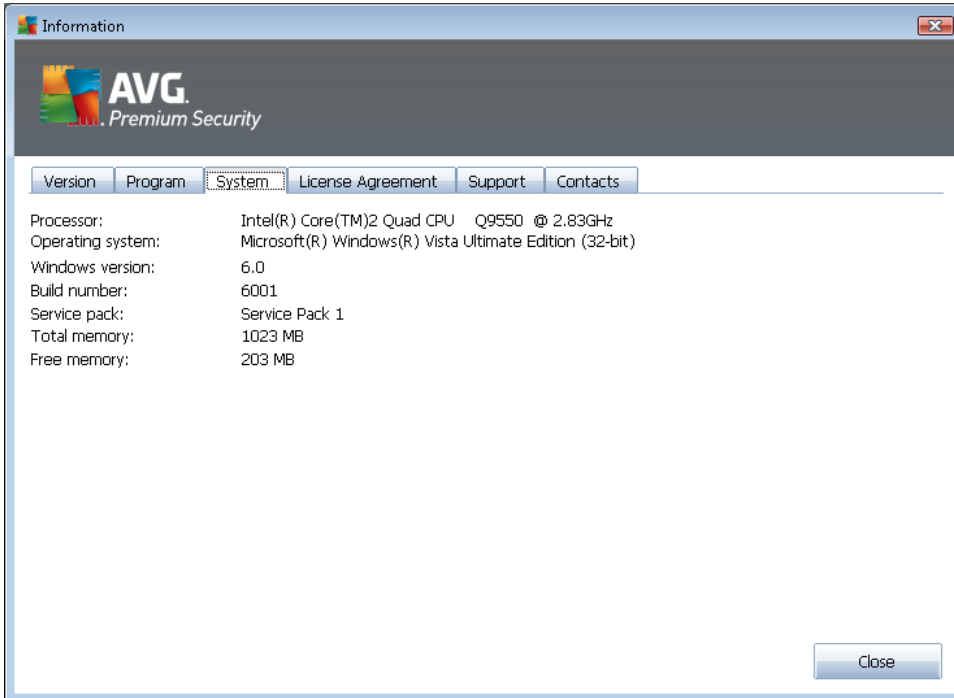 Information
AVG.
Premium Security
Version Program System License Agreement Support Contacts
Processor: Intel(R) Core(TM)2 Quad CPU Q9550 @ 2.83GHz
Operating system: Microsoft(R) Windows(R) Vista Ultimate Edition (32-bit)
Windows version: 6.0
Build number: 6001
Service pack: Service Pack 1
Total memory: 1023 MB
Free memory: 203 MB
Close